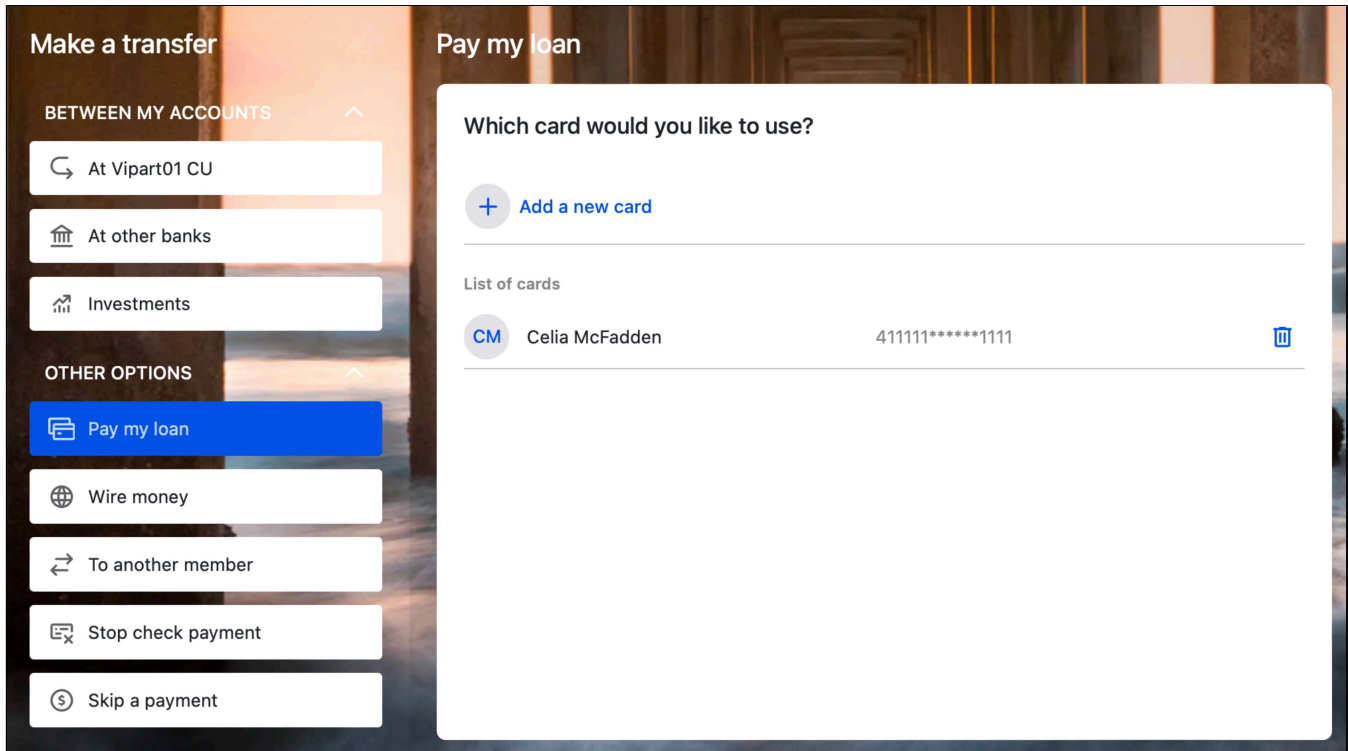 Make a transfer
BETWEEN MY ACCOUNTS
At Vipart01 CU
At other banks
Investments
OTHER OPTIONS
Pay my loan
Wire money
To another member
Stop check payment
Skip a payment
Pay my loan
Which card would you like to use?
Add a new card
List of cards
CM Celia McFadden 411111******1111